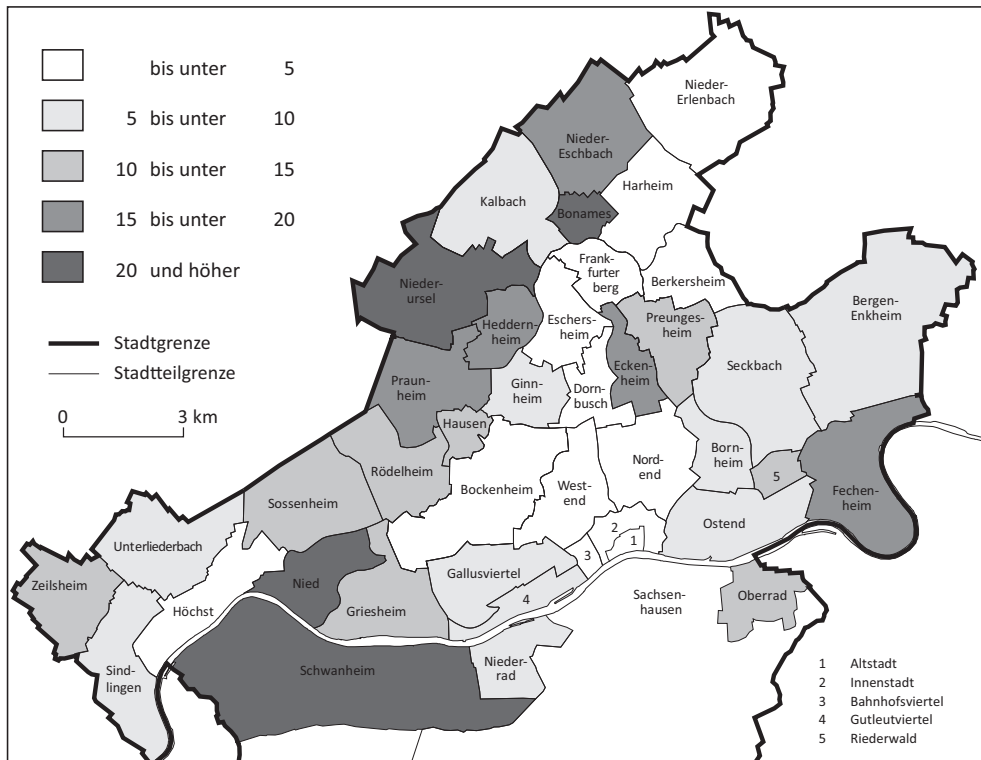 bis unter 5
5 bis unter 10
10 bis unter 15
15 bis unter 20
20 und höher
Stadtgrenze
Stadtteilgrenze
0 3 km
Nieder-
Erlenbach
Nieder-
Eschbach
Harheim
Kalbach
Bonames
Frank-
furter
berg
Berkersheim
Nieder-
ursel
Bergen-
Enkheim
Heddern-
heim
Eschers-
heim
Preunges-
heim
Ecken-
heim
Seckbach
Praun-
heim
Ginn-
heim
Dorn-
busch
Hausen
Rödelheim
Born-
heim
Nord-
end
5
Bockenheim
West-
end
Fechen-
heim
Sossenheim
Ostend
2
1
3
Unterliederbach
Gallusviertel
4
Zeilsheim
Nied
Höchst
Griesheim
Sachsen-
hausen
Oberrad
Sind-
lingen
Schwanheim
Nieder-
rad
1 Altstadt
2 Innenstadt
3 Bahnhofsviertel
4 Gutleutviertel
5 Riederwald